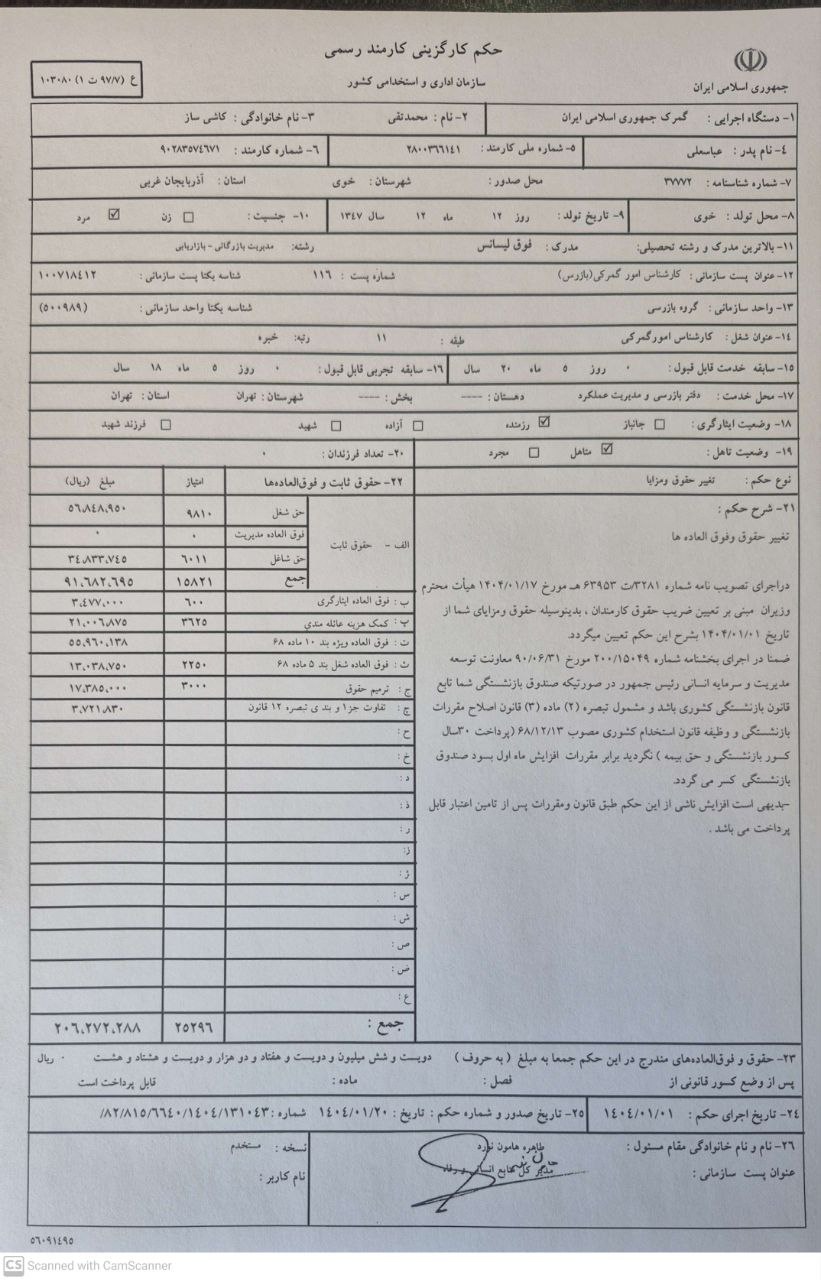 حکم کارگزینی کارمند رسمی
سازمان اداری و استخدامی کشور
جمهوری اسلامی ایران
ع (۹۷/۷ ت ۱) ۱۰۳۰۸۰
۱- دستگاه اجرایی : گمرک جمهوری اسلامی ایران ۲- نام : محمدتقی ۳- نام خانوادگی : کاشی ساز
۴- نام پدر : عباسعلی ۵- شماره ملی کارمند : ۲۸۰۰۳۶۶۱۴۱ ۶- شماره کارمند : ۹۰۲۸۳۵۷۴۶۷۱
۷- شماره شناسنامه : ۳۷۷۷۲ محل صدور : شهرستان : خوی استان : آذربایجان غربی
۸- محل تولد : خوی ۹- تاریخ تولد : روز ۱۲ ماه ۱۲ سال ۱۳۴۷ ۱۰- جنسیت : زن مرد
۱۱- بالاترین مدرک و رشته تحصیلی: مدرک : فوق لیسانس رشته: مدیریت بازرگانی - بازاریابی
۱۲- عنوان پست سازمانی : کارشناس امور گمرکی(بازرس) شماره پست : ۱۱۶ شناسه یکتا پست سازمانی : ۱۰۰۷۱۸۴۱۲
۱۳- واحد سازمانی : گروه بازرسی شناسه یکتا واحد سازمانی : (۵۰۰۹۸۹)
۱۴- عنوان شغل : کارشناس امورگمرکی طبقه : ۱۱ رتبه: خبره
۱۵- سابقه خدمت قابل قبول : ۰ روز ۵ ماه ۲۰ سال ۱۶- سابقه تجربی قابل قبول : ۰ روز ۵ ماه ۱۸ سال
۱۷- محل خدمت : دفتر بازرسی و مدیریت عملکرد دهستان : ---- بخش : ---- شهرستان : تهران استان : تهران
۱۸- وضعیت ایثارگری : جانباز رزمنده آزاده شهید فرزند شهید
۱۹- وضعیت تاهل : متاهل مجرد ۲۰- تعداد فرزندان : ۰
نوع حکم : تغییر حقوق ومزایا
۲۱- شرح حکم :
تغییر حقوق وفوق العاده ها
دراجرای تصویب نامه شماره ۳۲۸۱/ت ۶۳۹۵۳ هـ مورخ ۱۴۰۴/۰۱/۱۷ هیأت محترم
وزیران مبنی بر تعیین ضریب حقوق کارمندان ، بدینوسیله حقوق ومزایای شما از
تاریخ ۱۴۰۴/۰۱/۰۱ بشرح این حکم تعیین میگردد.
ضمنا در اجرای بخشنامه شماره ۲۰۰/۱۵۰۴۹ مورخ ۹۰/۰۶/۳۱ معاونت توسعه
مدیریت و سرمایه انسانی رئیس جمهور در صورتیکه صندوق بازنشستگی شما تابع
قانون بازنشستگی کشوری باشد و مشمول تبصره (۲) ماده (۳) قانون اصلاح مقررات
بازنشستگی و وظیفه قانون استخدام کشوری مصوب ۶۸/۱۲/۱۳ (پرداخت ۳۰سال
کسور بازنشستگی و حق بیمه ) نگردید برابر مقررات افزایش ماه اول بسود صندوق
بازنشستگی کسر می گردد.
-بدیهی است افزایش ناشی از این حکم طبق قانون ومقررات پس از تامین اعتبار قابل
پرداخت می باشد .
۲۲- حقوق ثابت و فوق‌العاده‌ها امتیاز مبلغ (ریال)
الف - حقوق ثابت
حق شغل ۹۸۱۰ ۵۶،۸۴۸،۹۵۰
فوق العاده مدیریت ۰ ۰
حق شاغل ۶۰۱۱ ۳۴،۸۳۳،۷۴۵
جمع ۱۵۸۲۱ ۹۱،۶۸۲،۶۹۵
ب : فوق العاده ایثارگری ۶۰۰ ۳،۴۷۷،۰۰۰
پ : کمک هزینه عائله مندی ۳۶۲۵ ۲۱،۰۰۶،۸۷۵
ت : فوق العاده ویژه بند ۱۰ ماده ۶۸ ۵۵،۹۶۰،۱۳۸
ث : فوق العاده شغل بند ۵ ماده ۶۸ ۲۲۵۰ ۱۳،۰۳۸،۷۵۰
ج : ترمیم حقوق ۳۰۰۰ ۱۷،۳۸۵،۰۰۰
چ : تفاوت جز۱ و بند ی تبصره ۱۲ قانون ۳،۷۲۱،۸۳۰
ح :
خ :
د :
ذ :
ر :
ز:
ژ :
س :
ش :
ص :
ض :
ع :
جمع : ۲۵۲۹۶ ۲۰۶،۲۷۲،۲۸۸
۲۳- حقوق و فوق‌العاده‌های مندرج در این حکم جمعا به مبلغ ( به حروف ) دویست و شش میلیون و دویست و هفتاد و دو هزار و دویست و هشتاد و هشت ۰ ریال
پس از وضع کسور قانونی از فصل : ماده : قابل پرداخت است
۲۴- تاریخ اجرای حکم : ۱۴۰۴/۰۱/۰۱ ۲۵- تاریخ صدور و شماره حکم : تاریخ : ۱۴۰۴/۰۱/۲۰ شماره : ۸۲/۸۱۵/۶۶۴۰/۱۴۰۴/۱۳۱۰۴۳/
۲۶- نام و نام خانوادگی مقام مسئول : طاهره هامون نورد نسخه : مستخدم
عنوان پست سازمانی : مدیر کل منابع انسانی و رفاه نام کاربر :
۵۶۰۹۱۴۹۵
CS Scanned with CamScanner